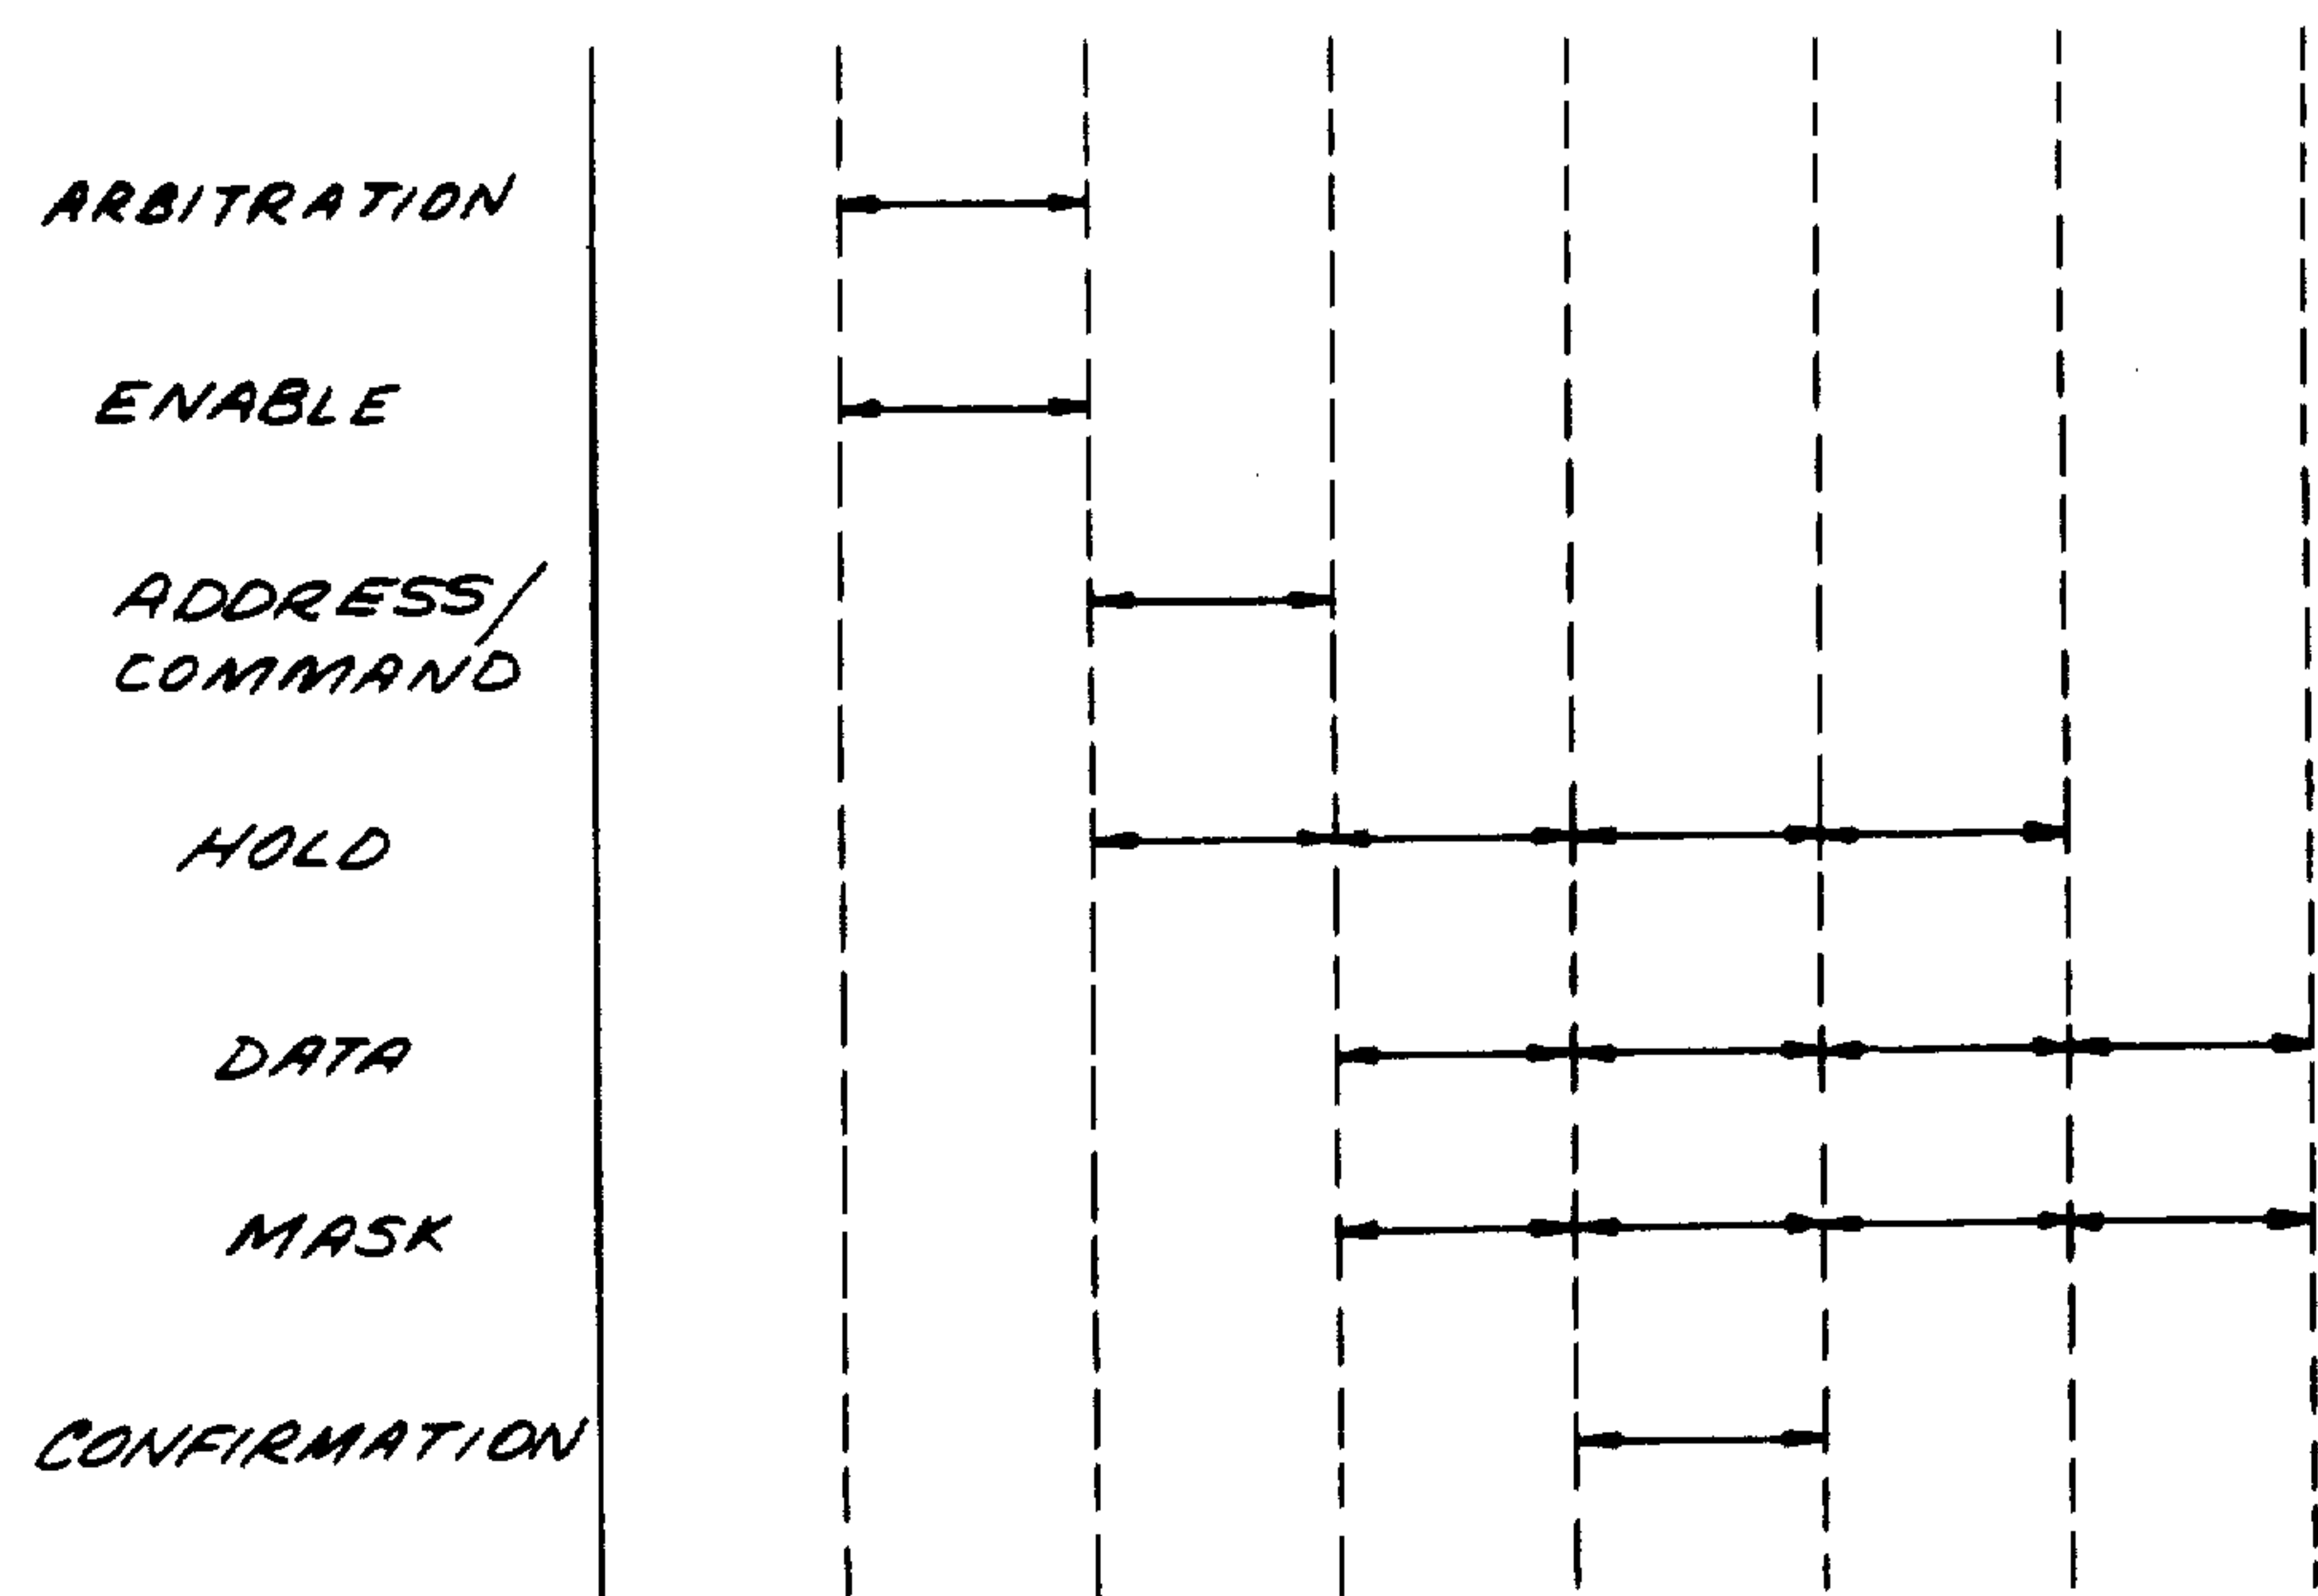 ARBITRATION
ENABLE
ADDRESS/
COMMAND
HOLD
DATA
MASK
CONFIRMATION